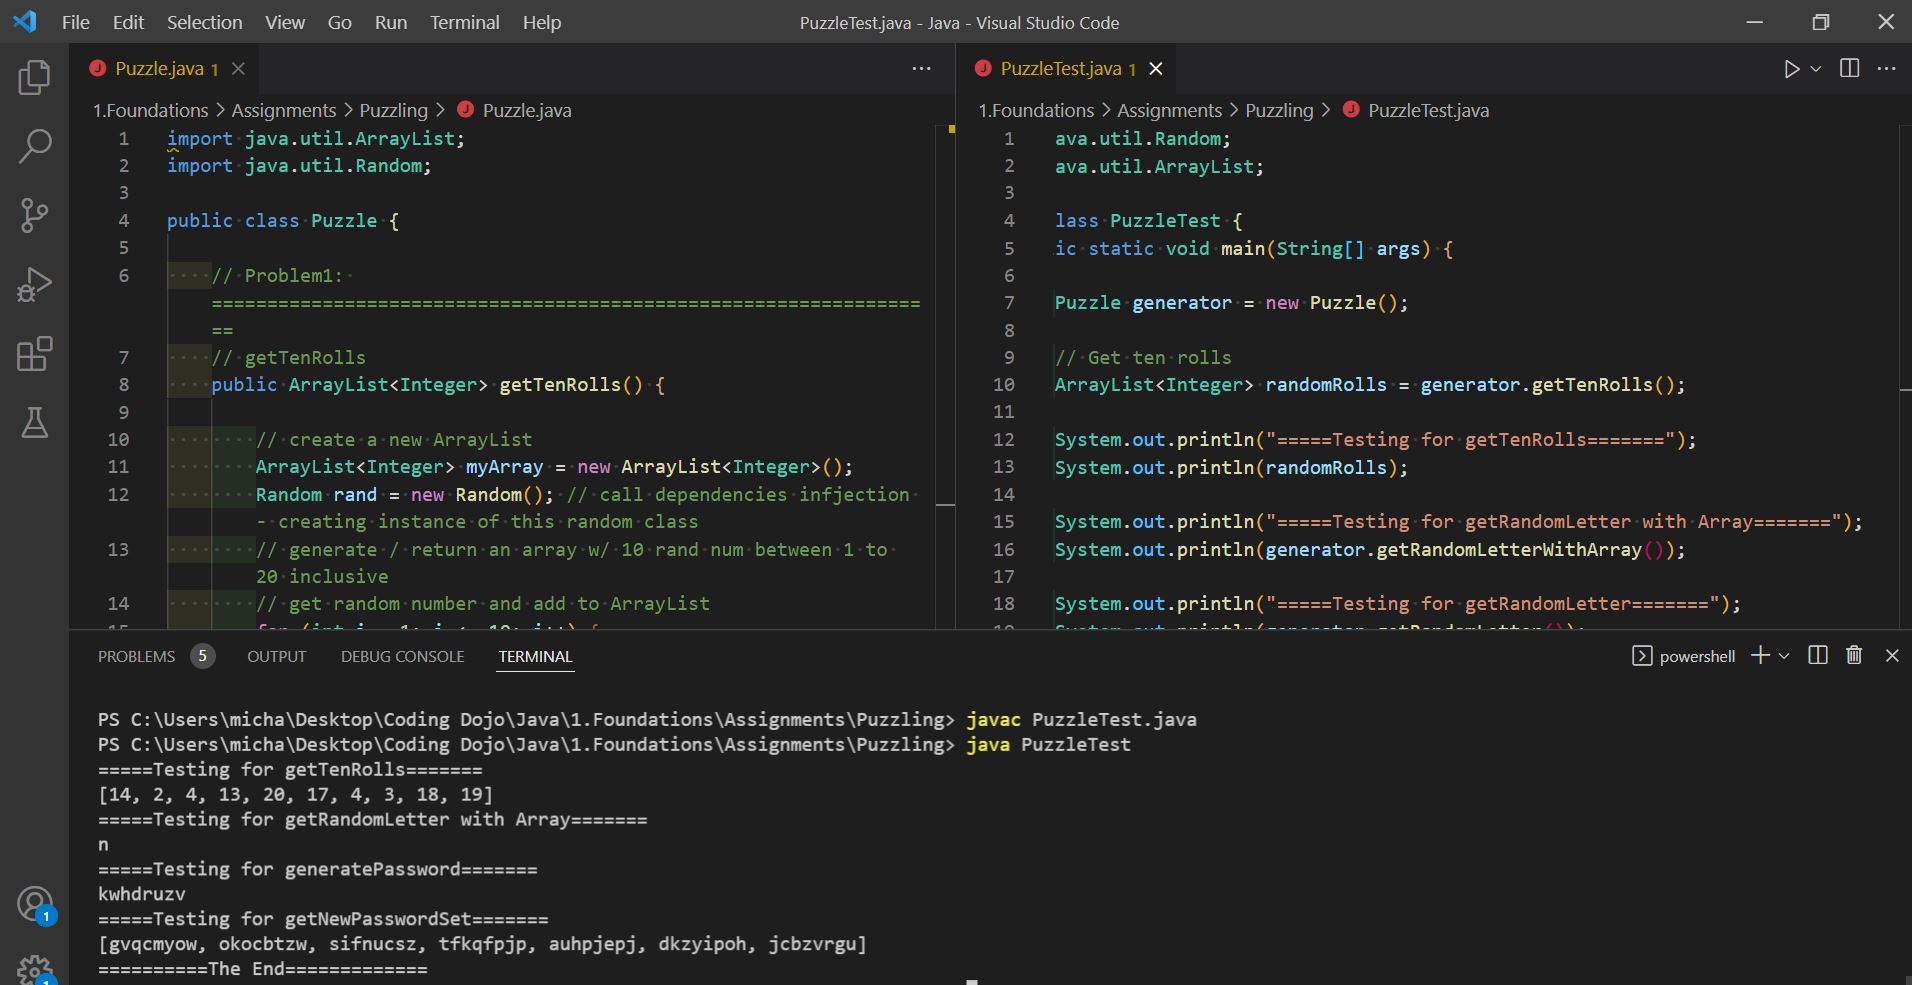 File Edit Selection View Go Run Terminal Help PuzzleTest.java - Java - Visual Studio Code
Puzzle.java 1
1.Foundations > Assignments > Puzzling > Puzzle.java
1 import java.util.ArrayList;
2 import java.util.Random;
3
4 public class Puzzle {
5
6 // Problem1:
================================================================
==
7 // getTenRolls
8 public ArrayList<Integer> getTenRolls() {
9
10 // create a new ArrayList
11 ArrayList<Integer> myArray = new ArrayList<Integer>();
12 Random rand = new Random(); // call dependencies infjection
- creating instance of this random class
13 // generate / return an array w/ 10 rand num between 1 to
20 inclusive
14 // get random number and add to ArrayList
PuzzleTest.java 1
1.Foundations > Assignments > Puzzling > PuzzleTest.java
1 ava.util.Random;
2 ava.util.ArrayList;
3
4 lass PuzzleTest {
5 ic static void main(String[] args) {
6
7 Puzzle generator = new Puzzle();
8
9 // Get ten rolls
10 ArrayList<Integer> randomRolls = generator.getTenRolls();
11
12 System.out.println("=====Testing for getTenRolls=======");
13 System.out.println(randomRolls);
14
15 System.out.println("=====Testing for getRandomLetter with Array=======");
16 System.out.println(generator.getRandomLetterWithArray());
17
18 System.out.println("=====Testing for getRandomLetter=======");
PROBLEMS 5 OUTPUT DEBUG CONSOLE TERMINAL powershell
PS C:\Users\micha\Desktop\Coding Dojo\Java\1.Foundations\Assignments\Puzzling> javac PuzzleTest.java
PS C:\Users\micha\Desktop\Coding Dojo\Java\1.Foundations\Assignments\Puzzling> java PuzzleTest
=====Testing for getTenRolls=======
[14, 2, 4, 13, 20, 17, 4, 3, 18, 19]
=====Testing for getRandomLetter with Array=======
n
=====Testing for generatePassword=======
kwhdruzv
=====Testing for getNewPasswordSet=======
[gvqcmyow, okocbtzw, sifnucsz, tfkqfpjp, auhpjepj, dkzyipoh, jcbzvrgu]
==========The End=============
1
1